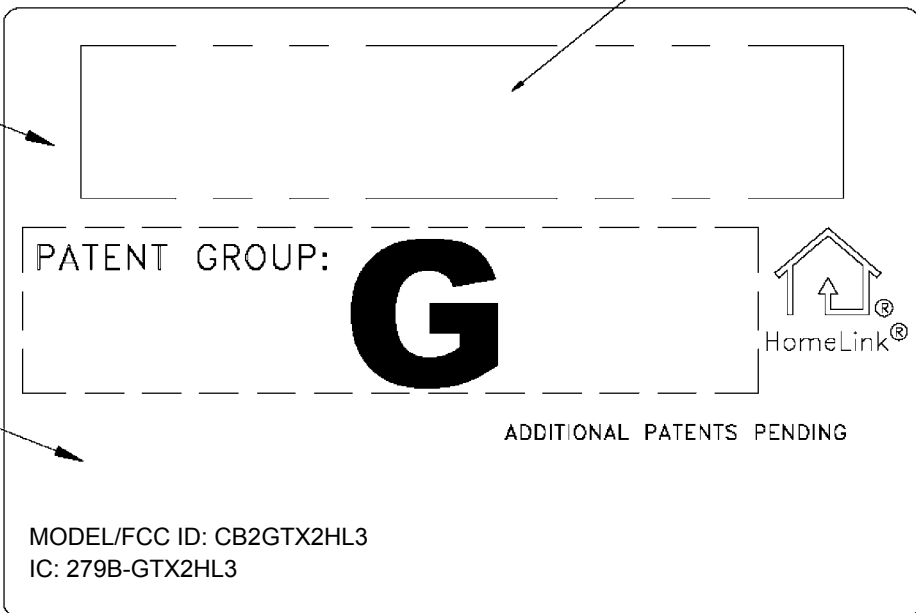 PATENT GROUP:
G
®
HomeLink®
ADDITIONAL PATENTS PENDING
MODEL/FCC ID: CB2GTX2HL3
IC: 279B-GTX2HL3